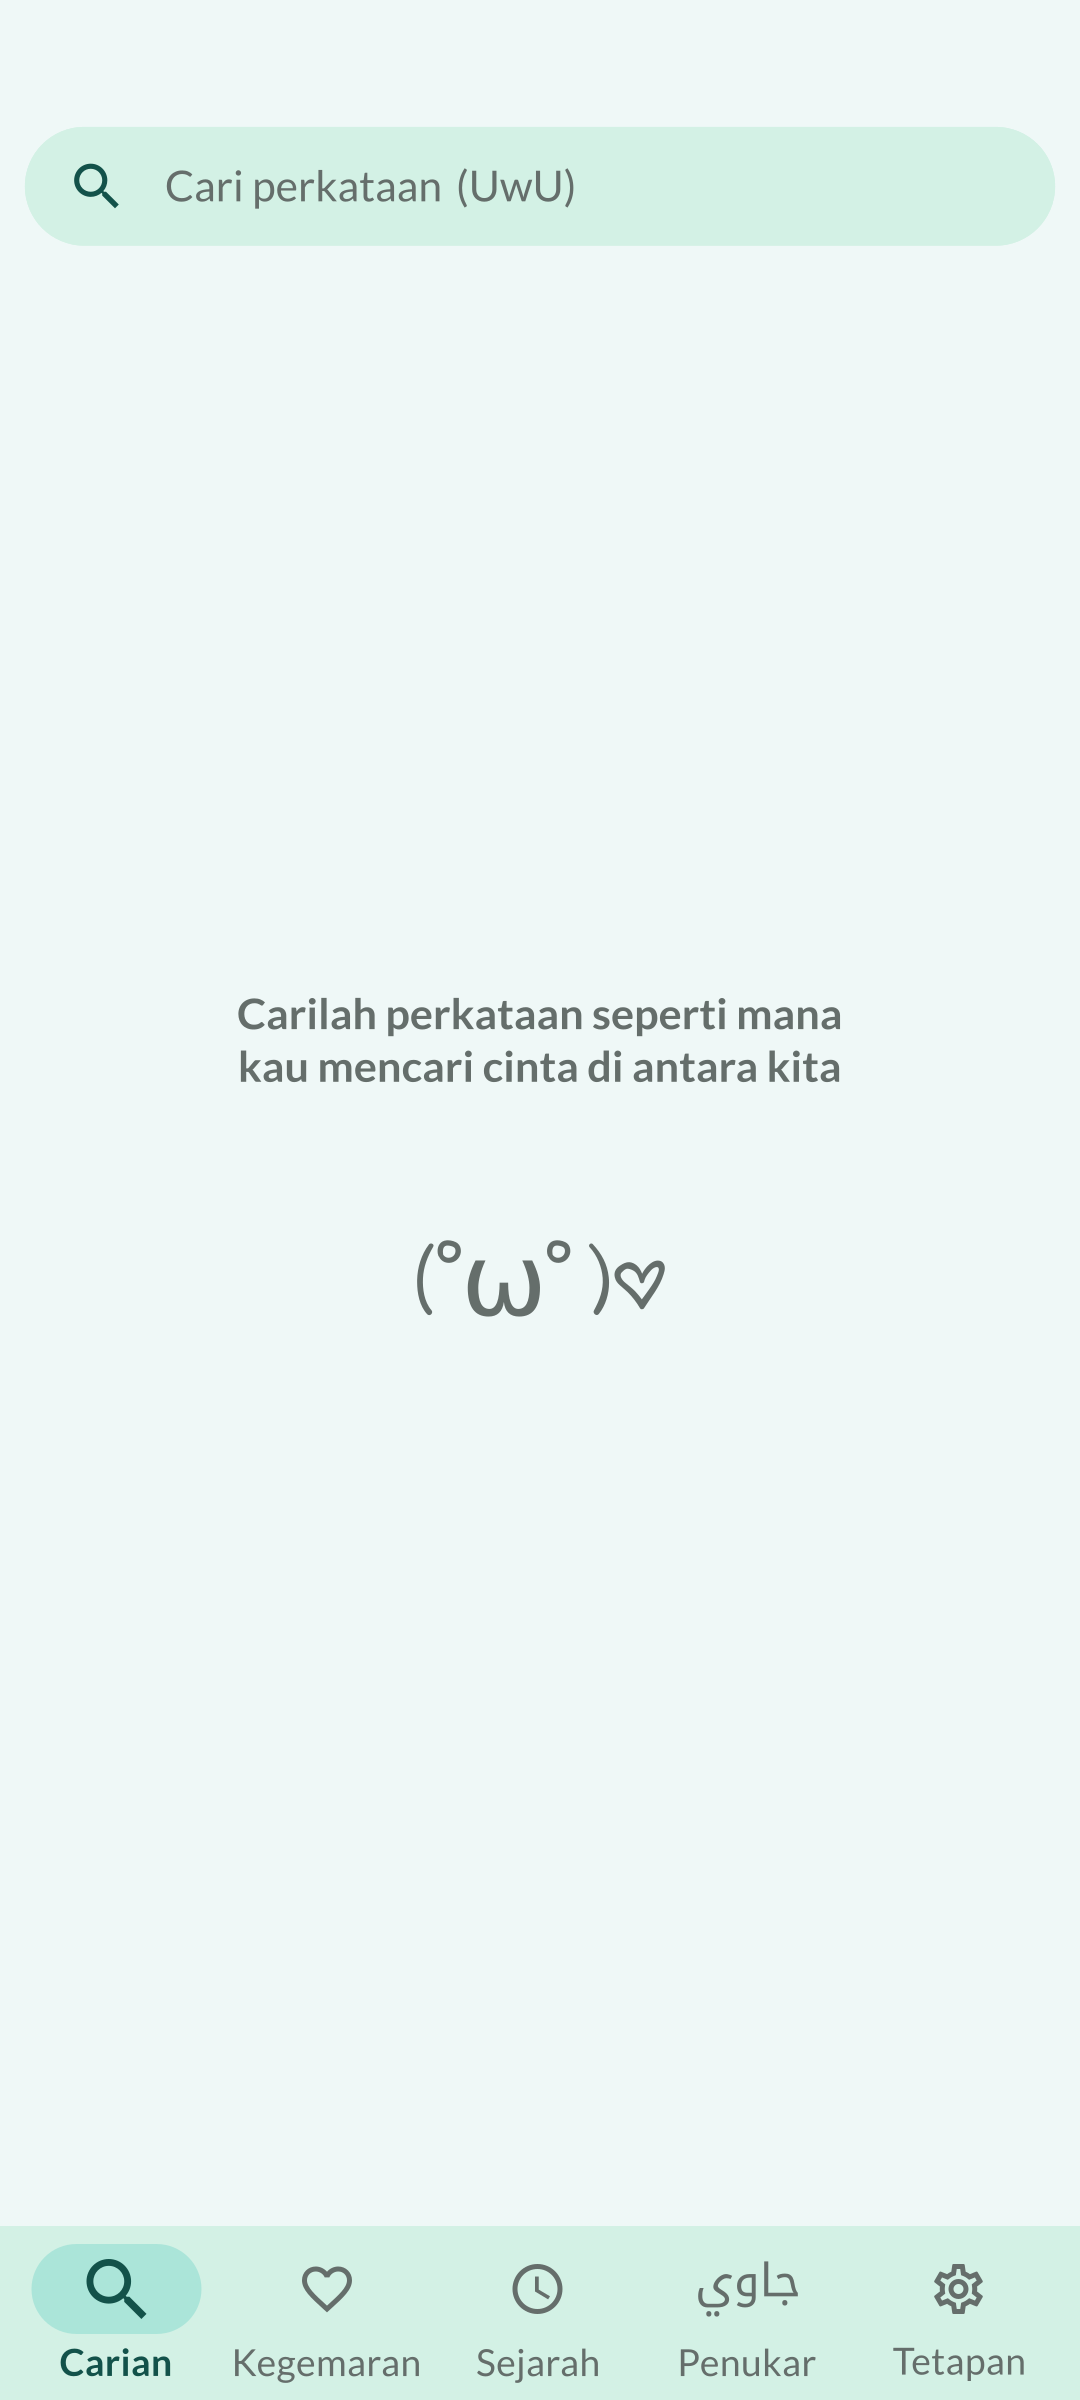 Cari perkataan (UwU)
Carilah perkataan seperti mana
kau mencari cinta di antara kita
(˚ω˚ )♡
جاوي
Carian Kegemaran Sejarah Penukar Tetapan